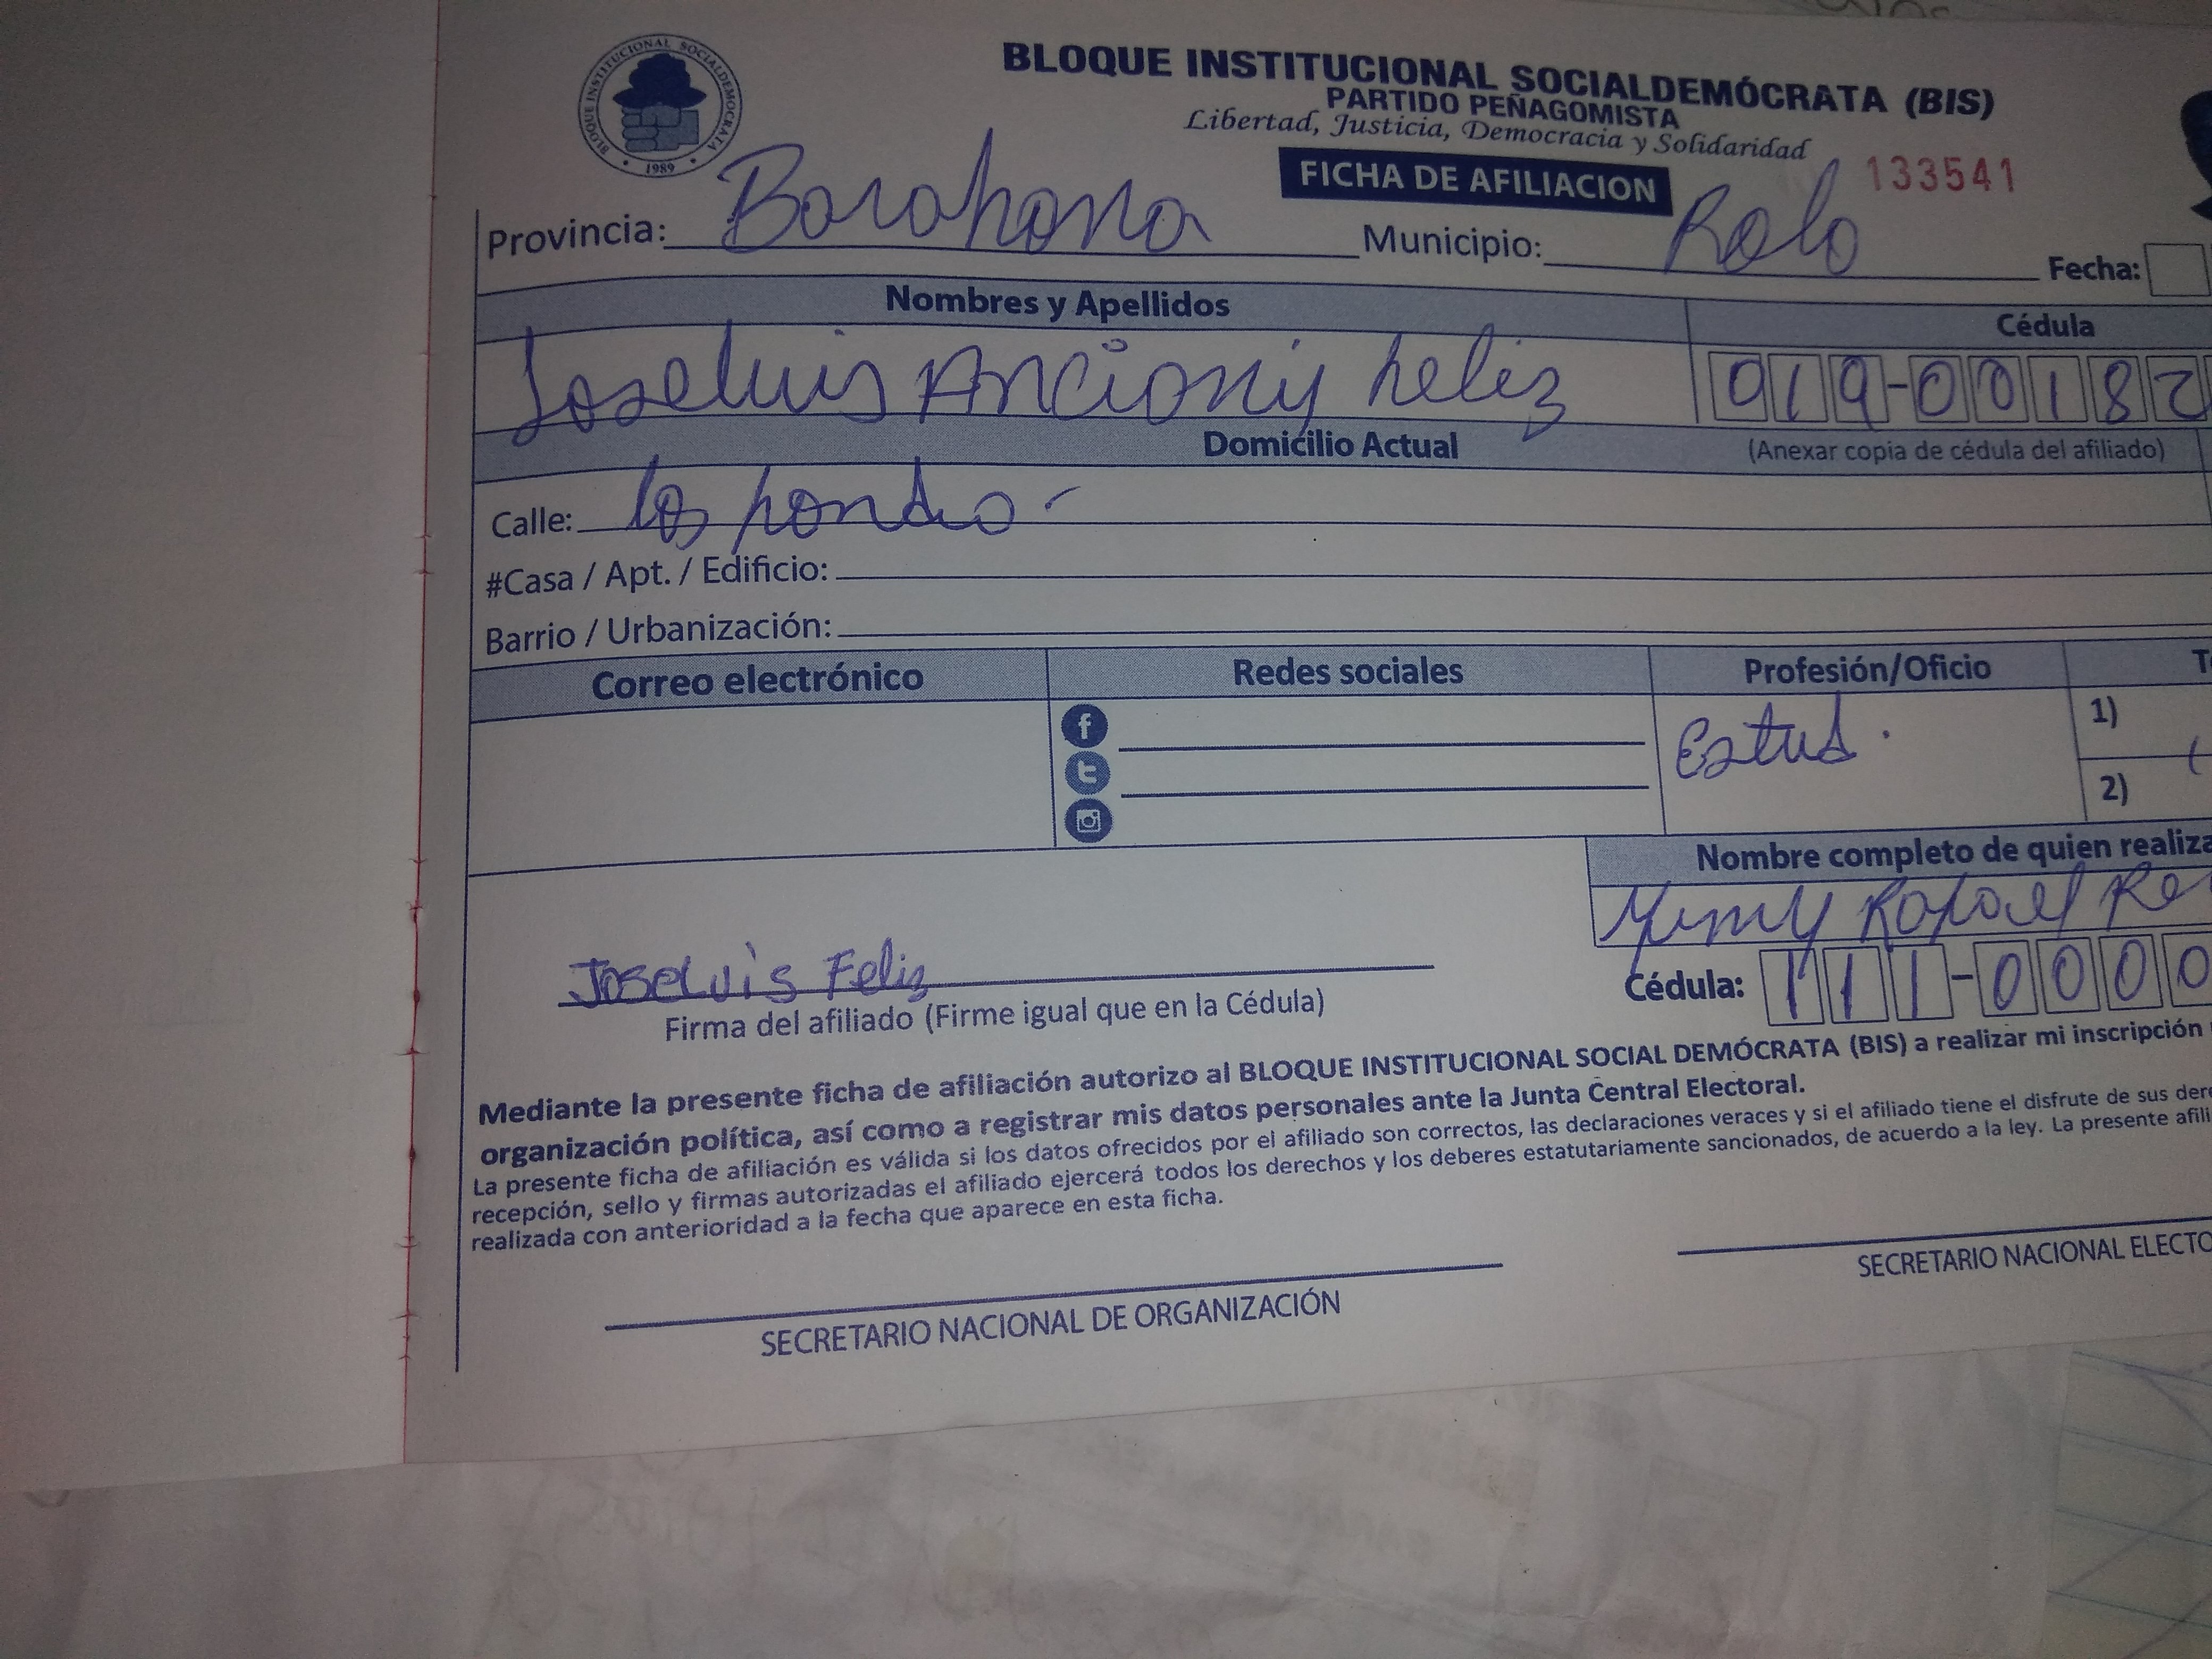 BLOQUE INSTITUCIONAL SOCIALDEMÓCRATA
1989
BLOQUE INSTITUCIONAL SOCIALDEMÓCRATA (BIS)
PARTIDO PEÑAGOMISTA
Libertad, Justicia, Democracia y Solidaridad
FICHA DE AFILIACION 133541
Provincia: Barahona Municipio: Polo Fecha:
Nombres y Apellidos Cédula
Joseluis Feliz 019-00182
Domicilio Actual (Anexar copia de cédula del afiliado)
Calle: los
#Casa / Apt. / Edificio:
Barrio / Urbanización:
Correo electrónico Redes sociales Profesión/Oficio
Estud. 1)
2)
Nombre completo de quien realiza
Rafael
JoseLuis Feliz Cédula: 111-0000
Firma del afiliado (Firme igual que en la Cédula)
Mediante la presente ficha de afiliación autorizo al BLOQUE INSTITUCIONAL SOCIAL DEMÓCRATA (BIS) a realizar mi inscripción
organización política, así como a registrar mis datos personales ante la Junta Central Electoral.
La presente ficha de afiliación es válida si los datos ofrecidos por el afiliado son correctos, las declaraciones veraces y si el afiliado tiene el disfrute de sus dere
recepción, sello y firmas autorizadas el afiliado ejercerá todos los derechos y los deberes estatutariamente sancionados, de acuerdo a la ley. La presente afili
realizada con anterioridad a la fecha que aparece en esta ficha.
SECRETARIO NACIONAL DE ORGANIZACIÓN SECRETARIO NACIONAL ELECTO